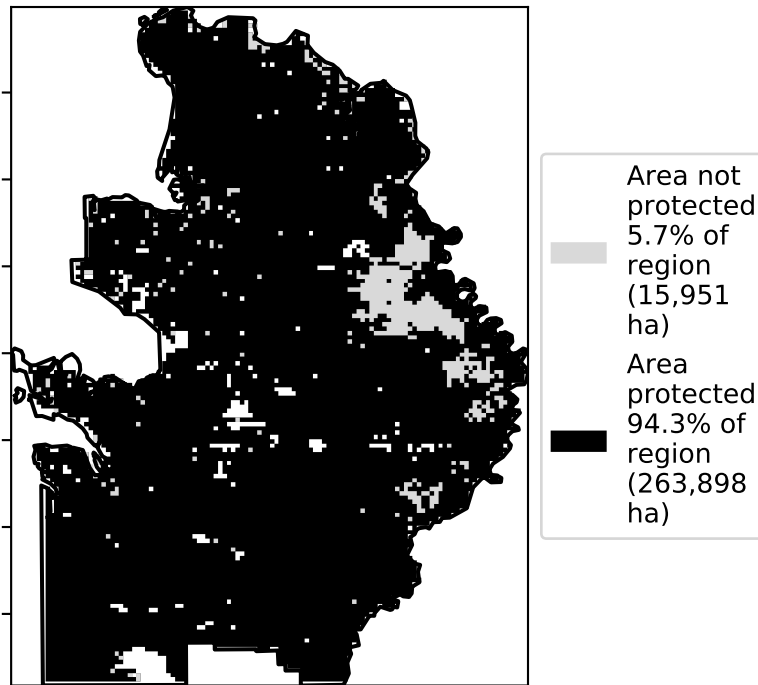 Area not
protected
5.7% of
region
(15,951
ha)
Area
protected
94.3% of
region
(263,898
ha)